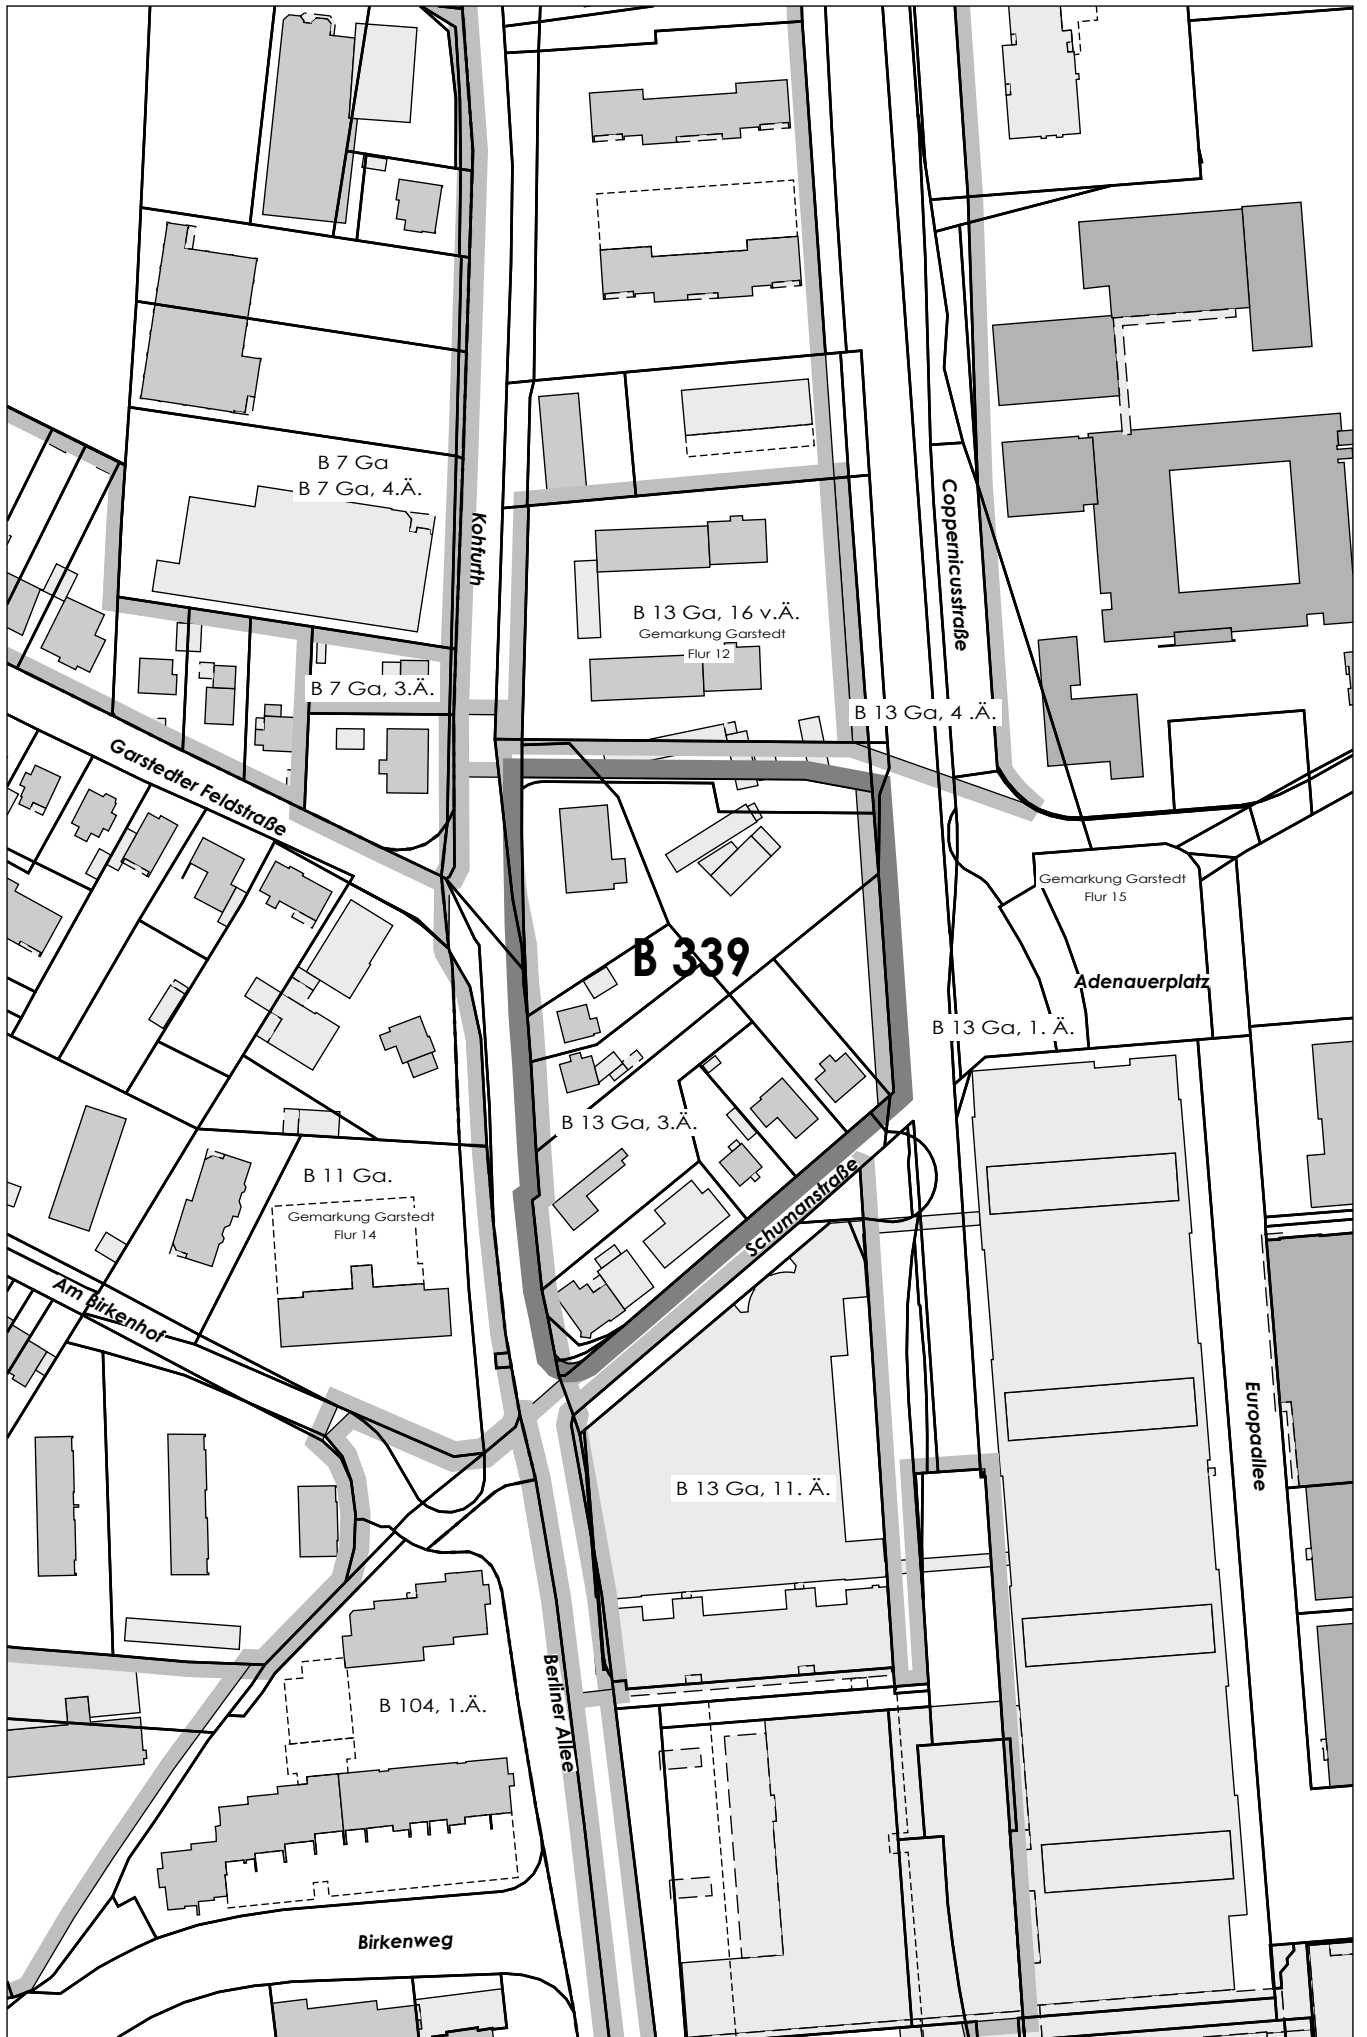 B 7 Ga
B 7 Ga, 4.Ä.
Kohfurth
Coppernicusstraße
B 13 Ga, 16 v.Ä.
Gemarkung Garstedt
Flur 12
B 7 Ga, 3.Ä.
B 13 Ga, 4 .Ä.
Garstedter Feldstraße
Gemarkung Garstedt
Flur 15
B 339
Adenauerplatz
B 13 Ga, 1. Ä.
B 13 Ga, 3.Ä.
B 11 Ga.
Gemarkung Garstedt
Flur 14
Schumanstraße
Am Birkenhof
Europaallee
B 13 Ga, 11. Ä.
Berliner Allee
B 104, 1.Ä.
Birkenweg